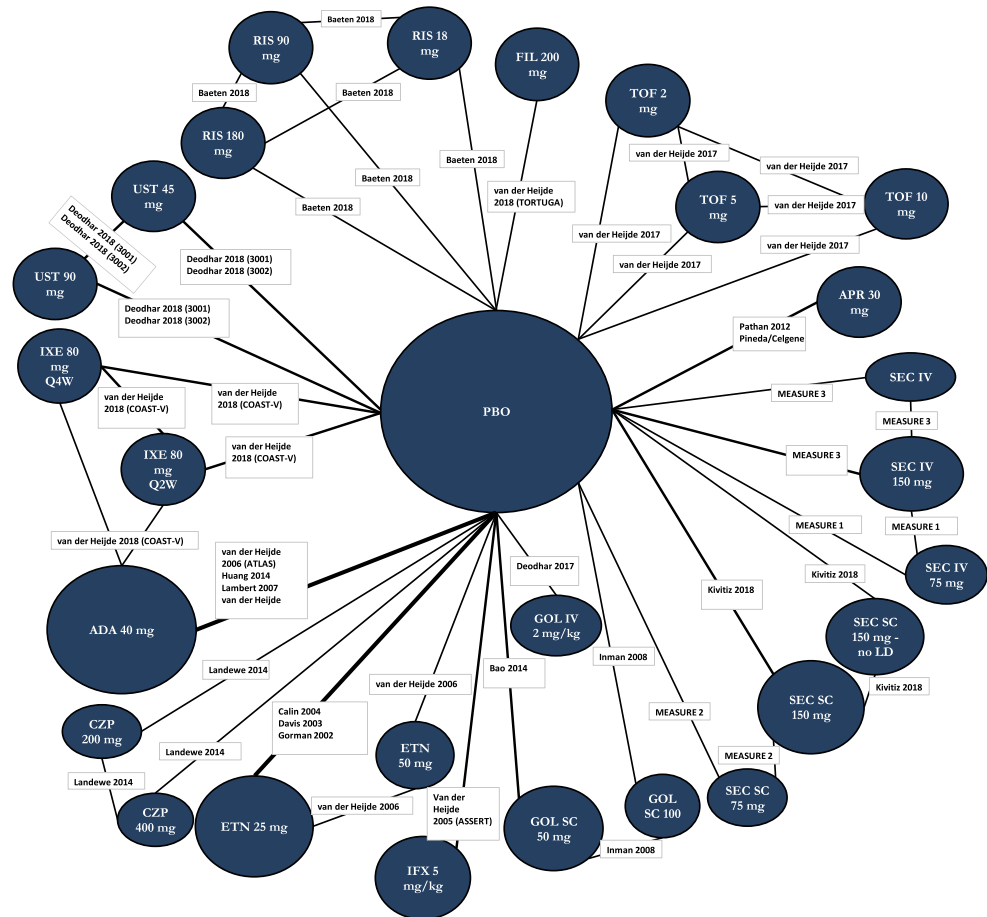 Baeten 2018
RIS 90
mg
RIS 18
mg
FIL 200
mg
TOF 2
mg
Baeten 2018
Baeten 2018
RIS 180
mg
van der Heijde 2017
van der Heijde 2017
Baeten 2018
Baeten 2018
van der Heijde
2018 (TORTUGA)
UST 45
mg
TOF 5
mg
van der Heijde 2017
TOF 10
mg
Baeten 2018
Deodhar 2018 (3001)
Deodhar 2018 (3002)
van der Heijde 2017
van der Heijde 2017
van der Heijde 2017
Deodhar 2018 (3001)
Deodhar 2018 (3002)
UST 90
mg
Deodhar 2018 (3001)
Deodhar 2018 (3002)
APR 30
mg
Pathan 2012
Pineda/Celgene
IXE 80
mg
Q4W
van der Heijde
2018 (COAST-V)
van der Heijde
2018 (COAST-V)
PBO
SEC IV
MEASURE 3
MEASURE 3
van der Heijde
2018 (COAST-V)
IXE 80
mg
Q2W
MEASURE 3
SEC IV
150 mg
MEASURE 1
MEASURE 1
van der Heijde 2018 (COAST-V)
van der Heijde
2006 (ATLAS)
Huang 2014
Lambert 2007
van der Heijde
Deodhar 2017
SEC IV
75 mg
Kivitiz 2018
Kivitiz 2018
ADA 40 mg
GOL IV
2 mg/kg
SEC SC
150 mg -
no LD
Inman 2008
Landewe 2014
Bao 2014
van der Heijde 2006
Kivitiz 2018
SEC SC
150 mg
Calin 2004
Davis 2003
Gorman 2002
MEASURE 2
CZP
200 mg
Landewe 2014
ETN
50 mg
MEASURE 2
Landewe 2014
SEC SC
75 mg
van der Heijde 2006
Van der
Heijde
2005 (ASSERT)
GOL
SC 100
CZP
400 mg
ETN 25 mg
GOL SC
50 mg
Inman 2008
IFX 5
mg/kg